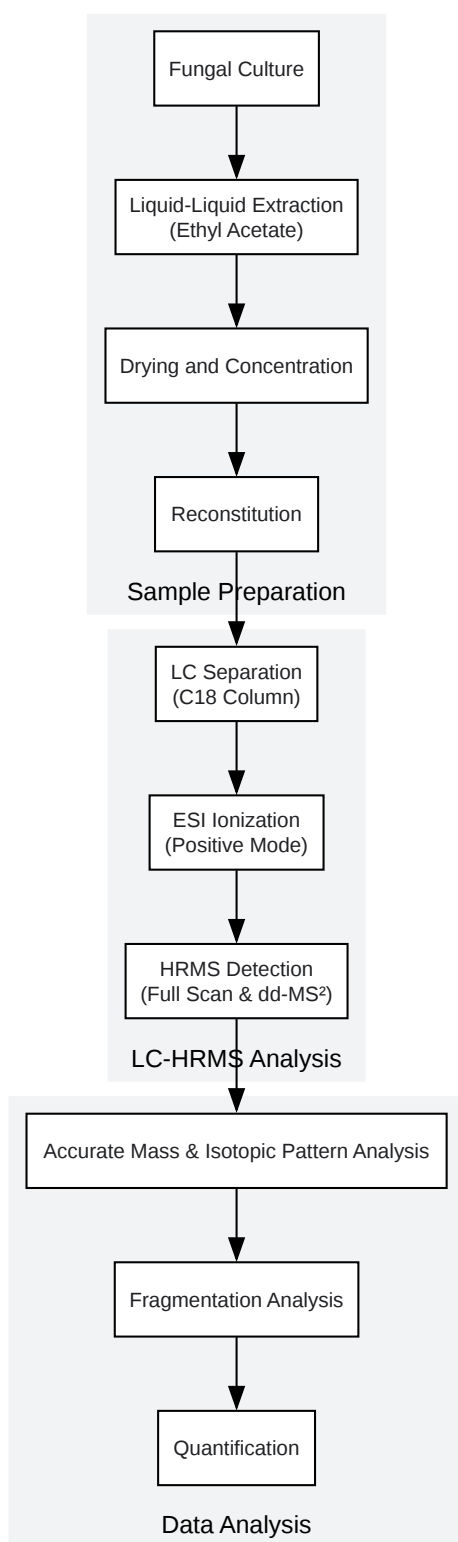 Fungal Culture
Liquid-Liquid Extraction
(Ethyl Acetate)
Drying and Concentration
Reconstitution
Sample Preparation
LC Separation
(C18 Column)
ESI Ionization
(Positive Mode)
HRMS Detection
(Full Scan & dd-MS²)
LC-HRMS Analysis
Accurate Mass & Isotopic Pattern Analysis
Fragmentation Analysis
Quantification
Data Analysis